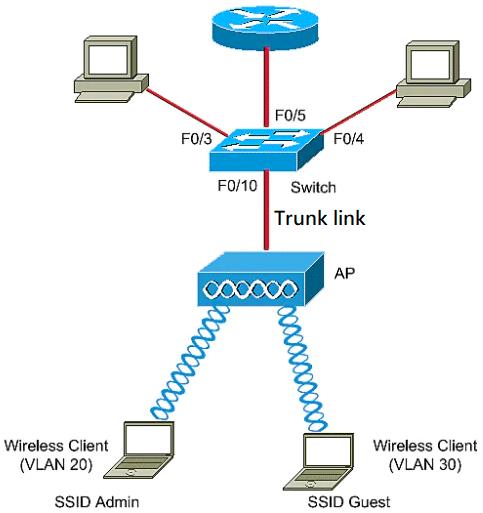 F0/5
F0/3
F0/4
F0/10
Switch
Trunk link
AP
Wireless Client
(VLAN 20)
Wireless Client
(VLAN 30)
SSID Admin
SSID Guest